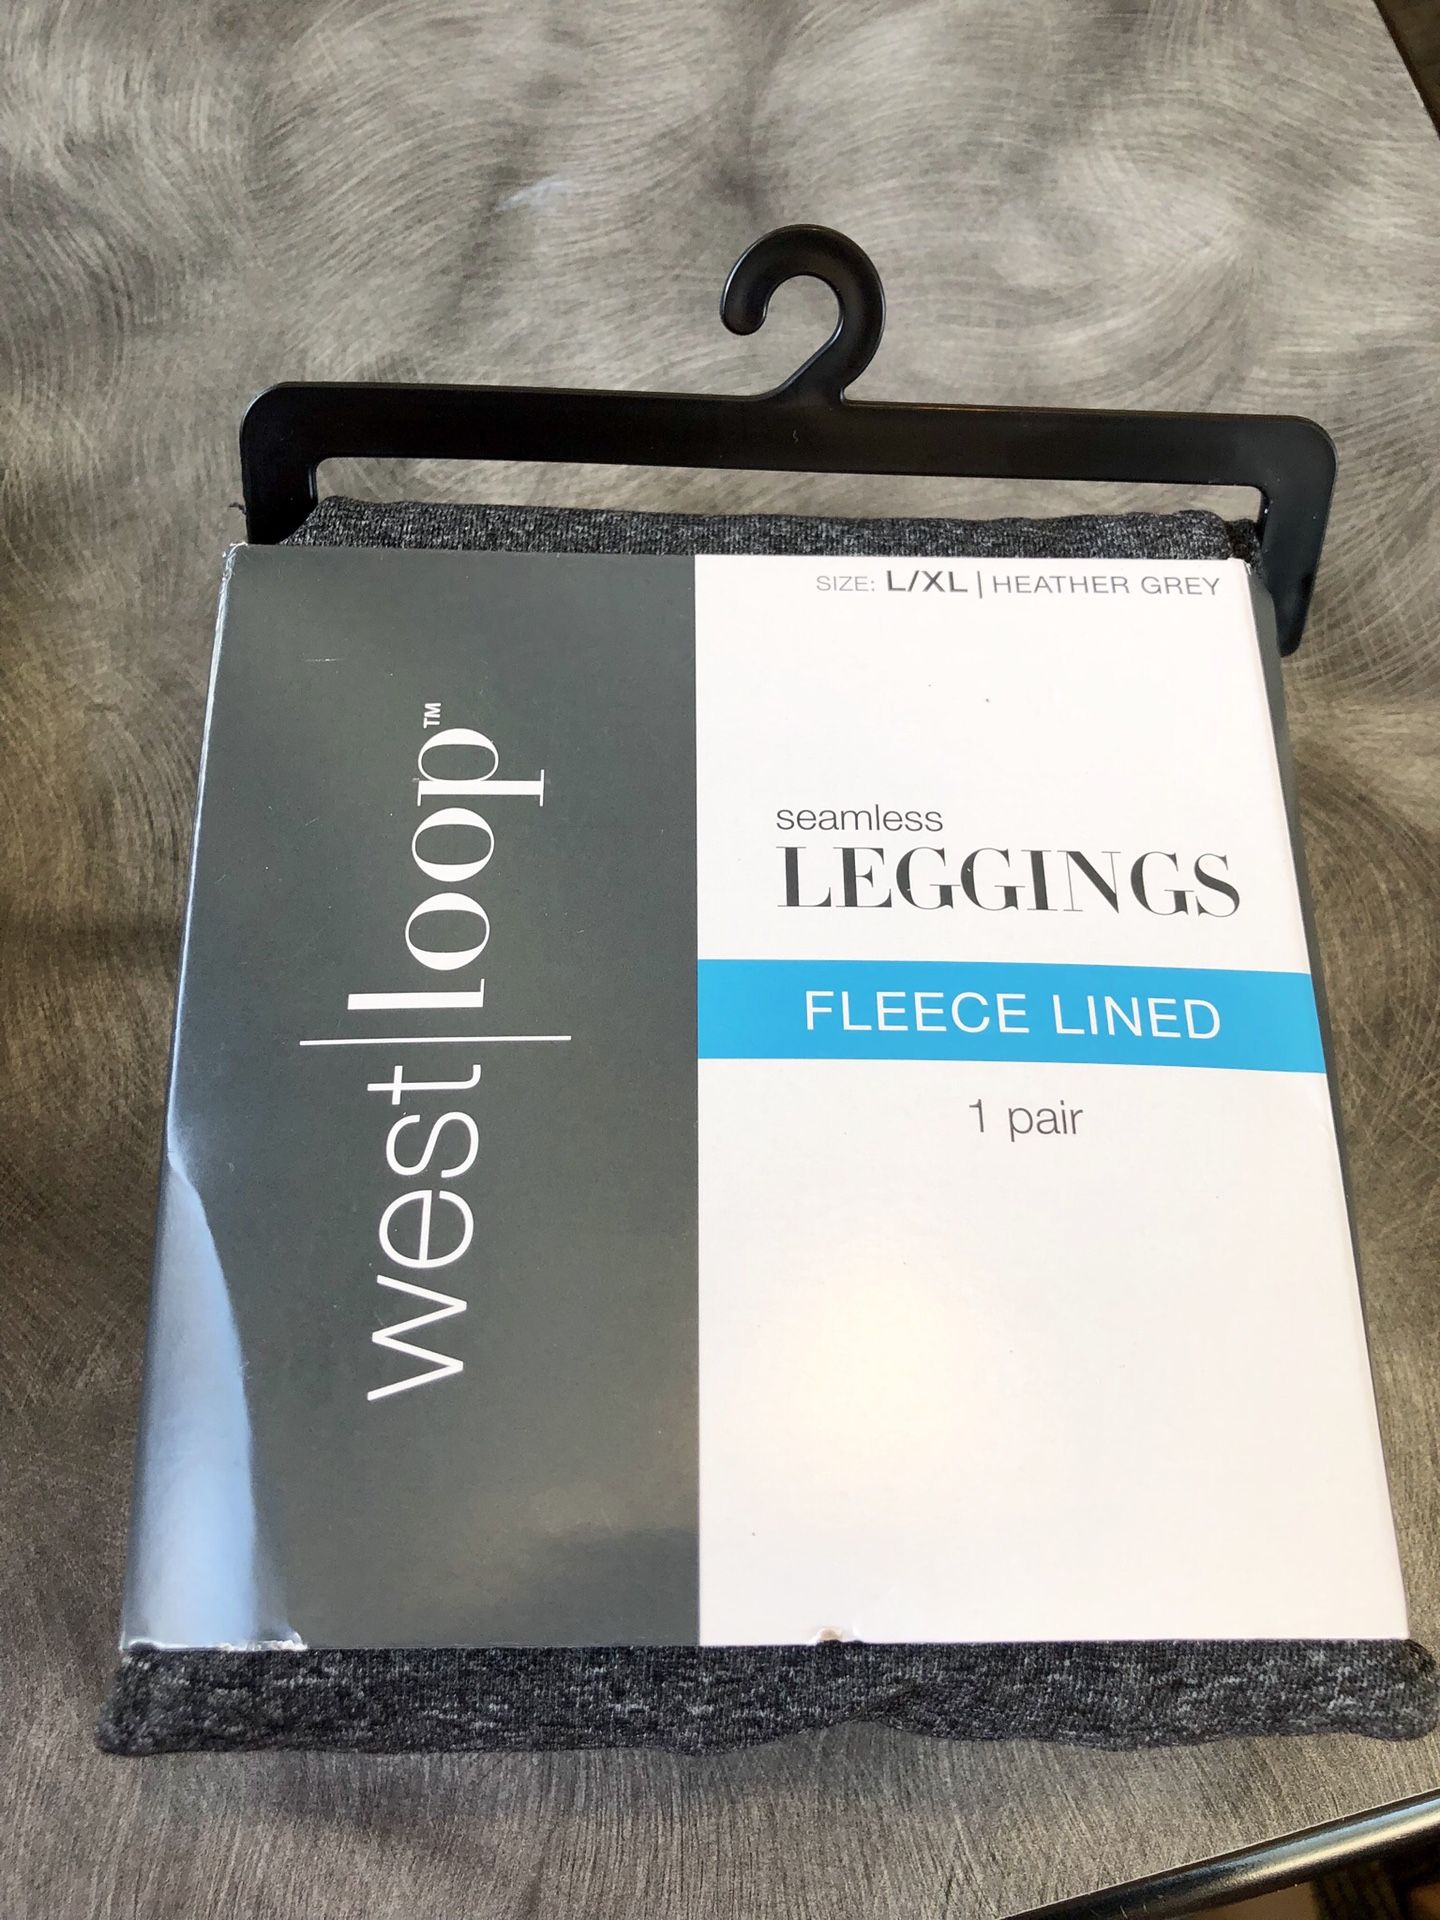 west|loop™
SIZE: L/XL | HEATHER GREY
seamless
LEGGINGS
FLEECE LINED
1 pair